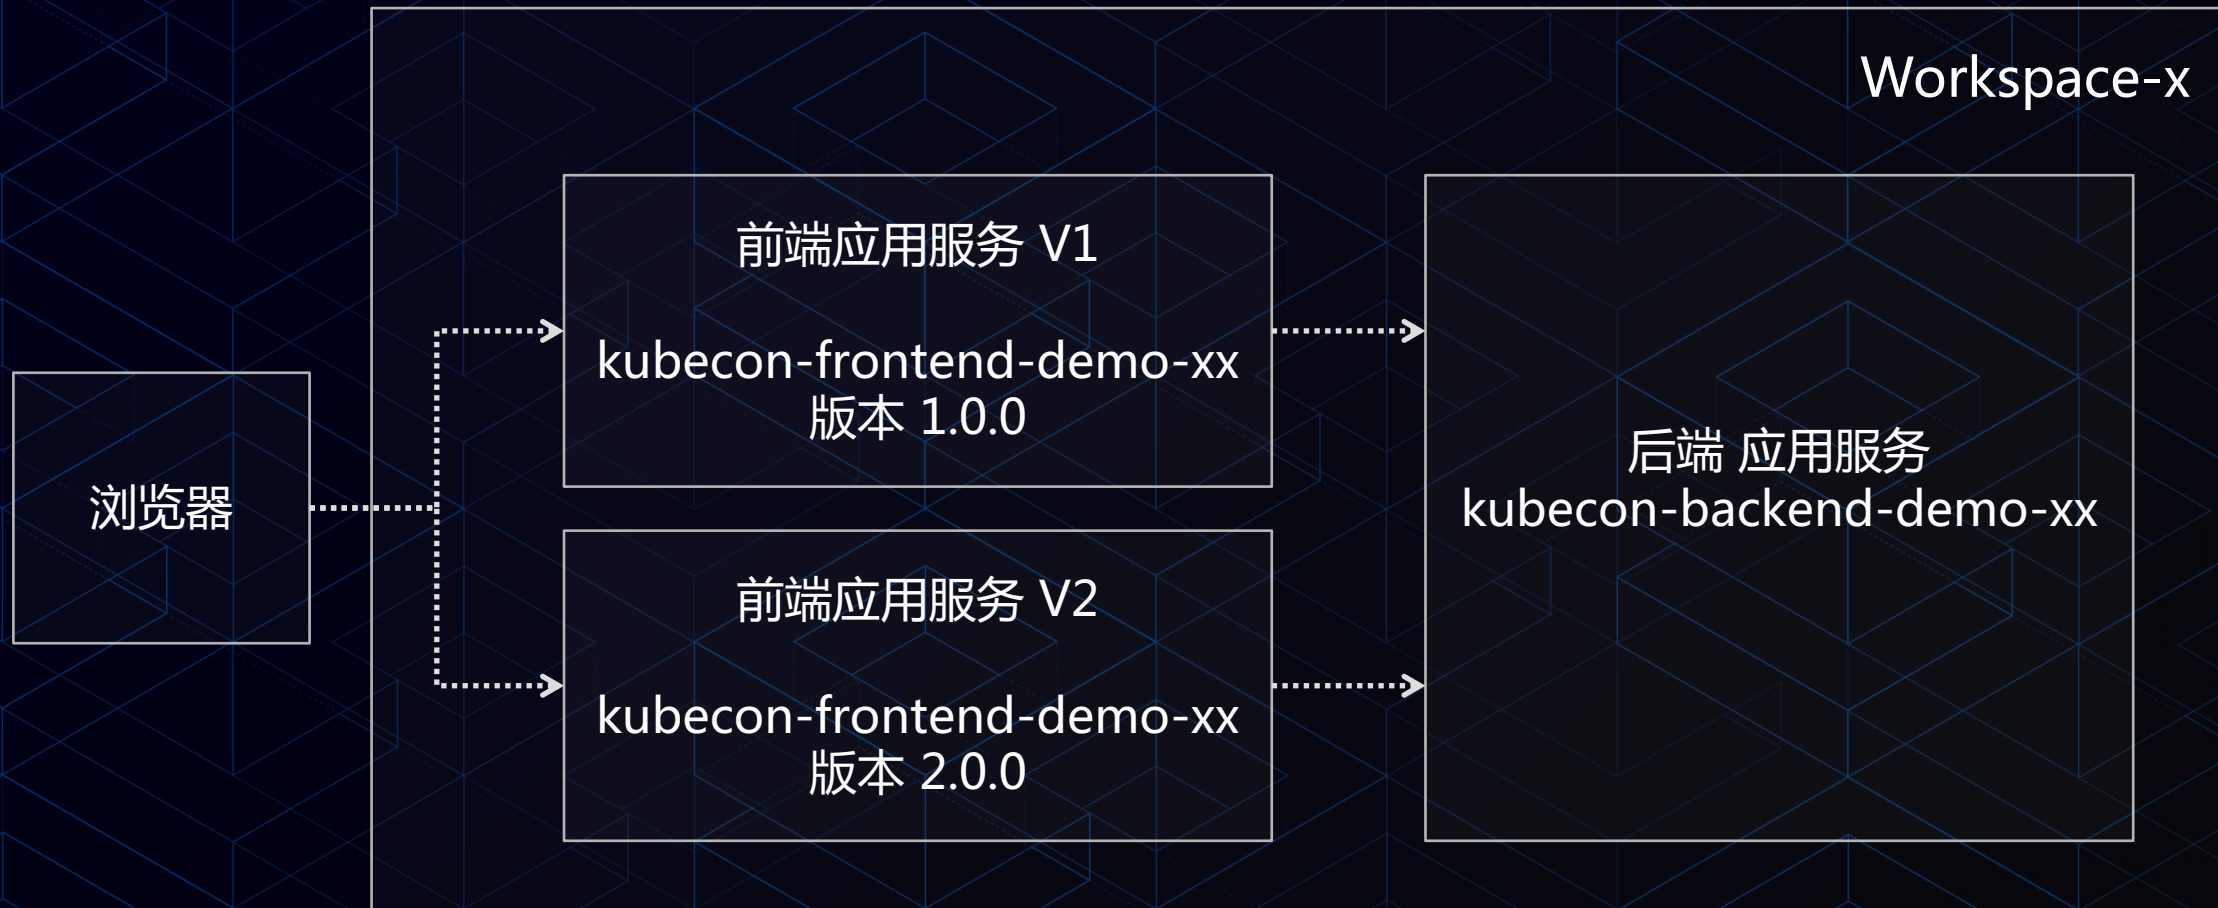 Workspace-x
前端应用服务 V1
kubecon-frontend-demo-xx
版本 1.0.0
浏览器
前端应用服务 V2
kubecon-frontend-demo-xx
版本 2.0.0
后端 应用服务
kubecon-backend-demo-xx